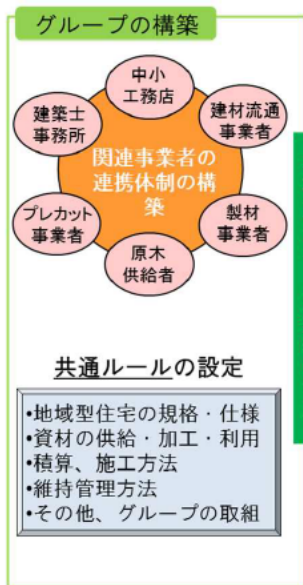 グループの構築
中小
工務店
建築士
事務所
建材流通
事業者
関連事業者の
連携体制の構
築
プレカット
事業者
製材
事業者
原木
供給者
共通ルールの設定
•地域型住宅の規格・仕様
•資材の供給・加工・利用
•積算、施工方法
•維持管理方法
•その他、グループの取組